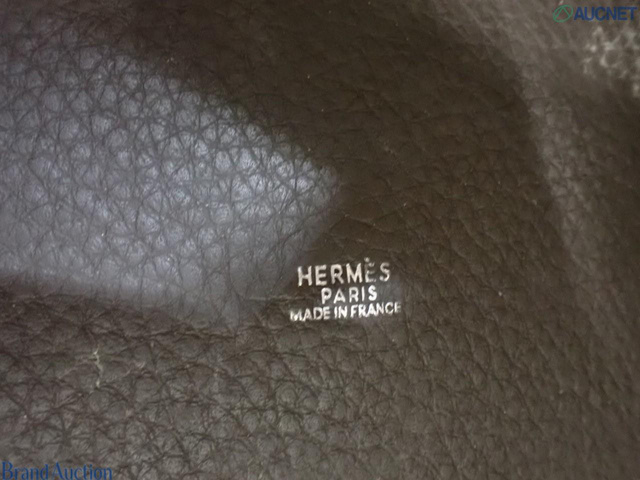 AUCNET
HERMÈS
PARIS
MADE IN FRANCE
Brand Auction